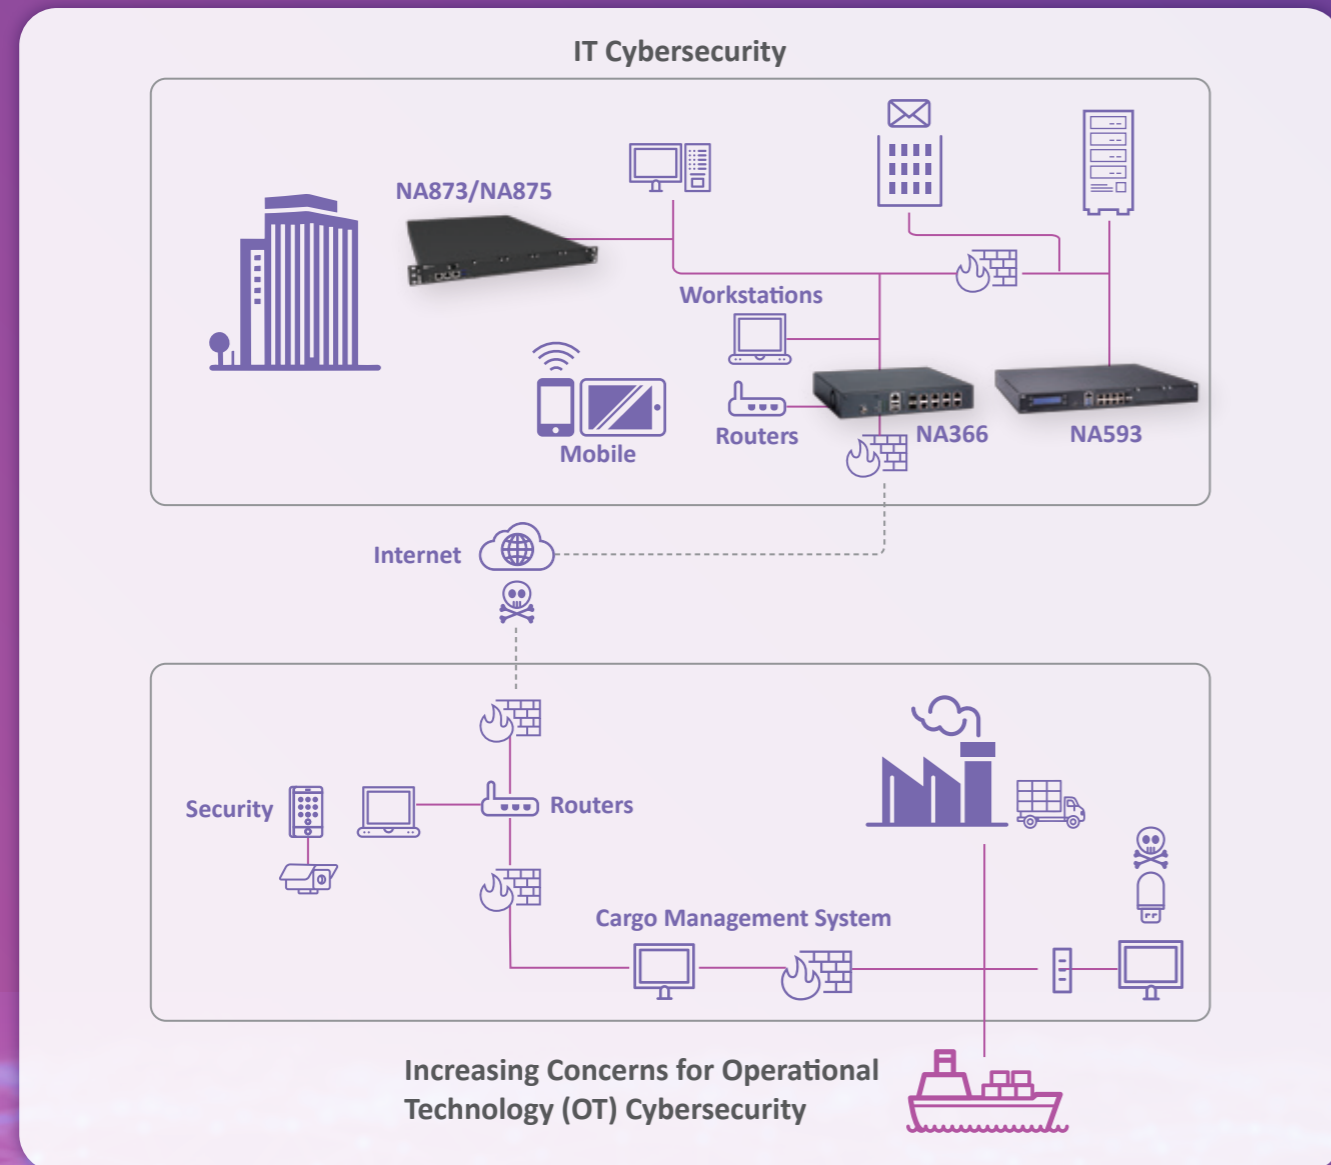 IT Cybersecurity
NA873/NA875
Workstations
Routers
NA366
NA593
Mobile
Internet
Security
Routers
Cargo Management System
Increasing Concerns for Operational
Technology (OT) Cybersecurity